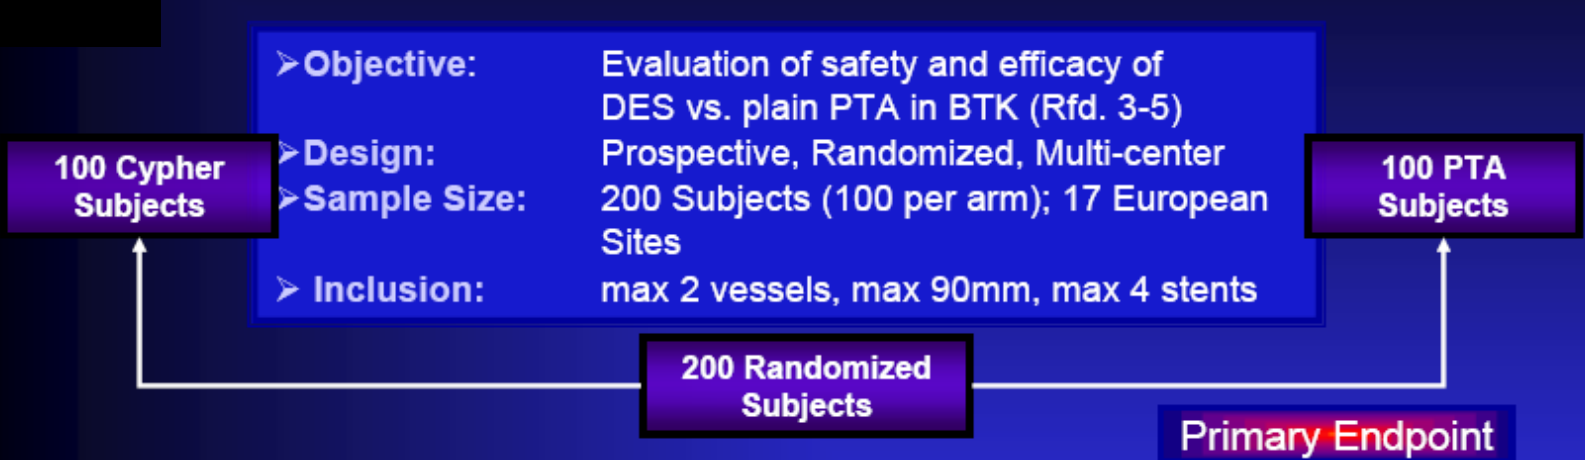 ➢Objective: Evaluation of safety and efficacy of
DES vs. plain PTA in BTK (Rfd. 3-5)
➢Design: Prospective, Randomized, Multi-center
➢Sample Size: 200 Subjects (100 per arm); 17 European
Sites
➢ Inclusion: max 2 vessels, max 90mm, max 4 stents
100 Cypher
Subjects
100 PTA
Subjects
200 Randomized
Subjects
Primary Endpoint